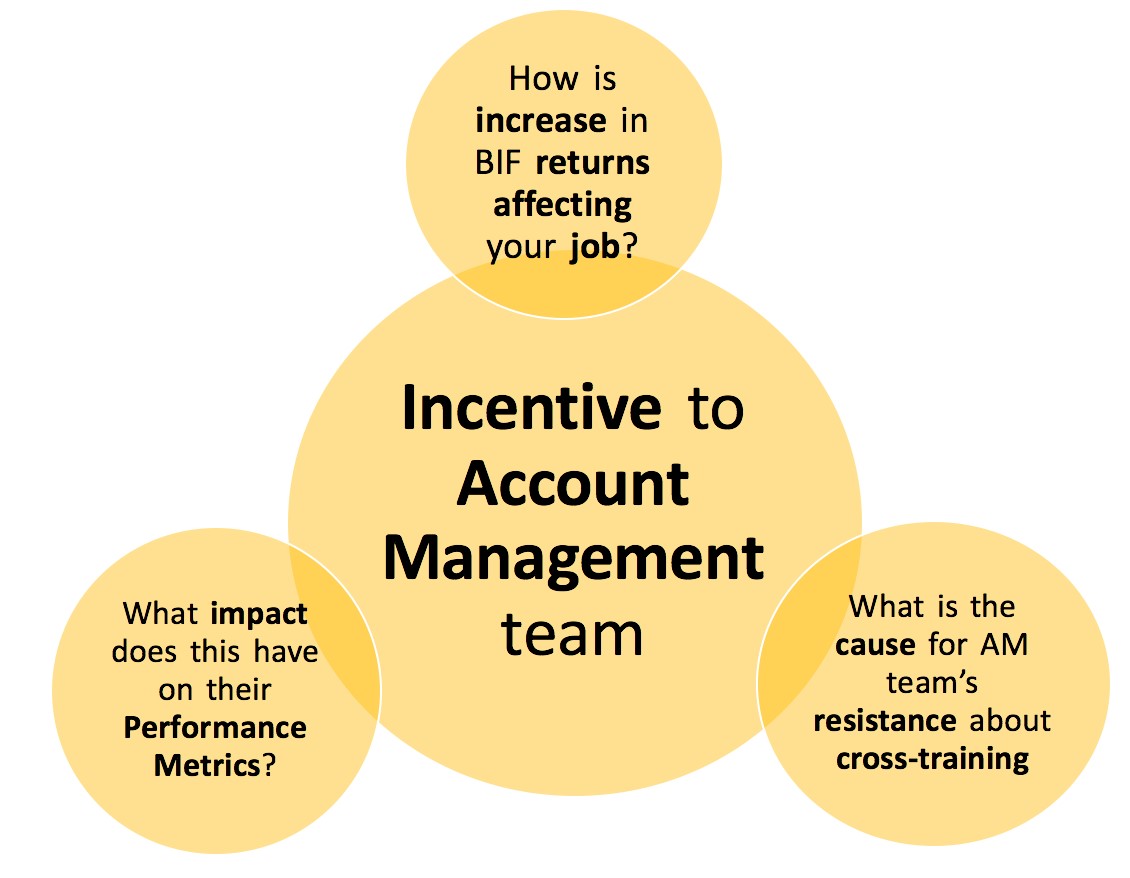 How is
increase in
BIF returns
affecting
your job?
Incentive to
Account
Management
team
What impact
does this have
on their
Performance
Metrics?
What is the
cause for AM
team's
resistance about
cross-training